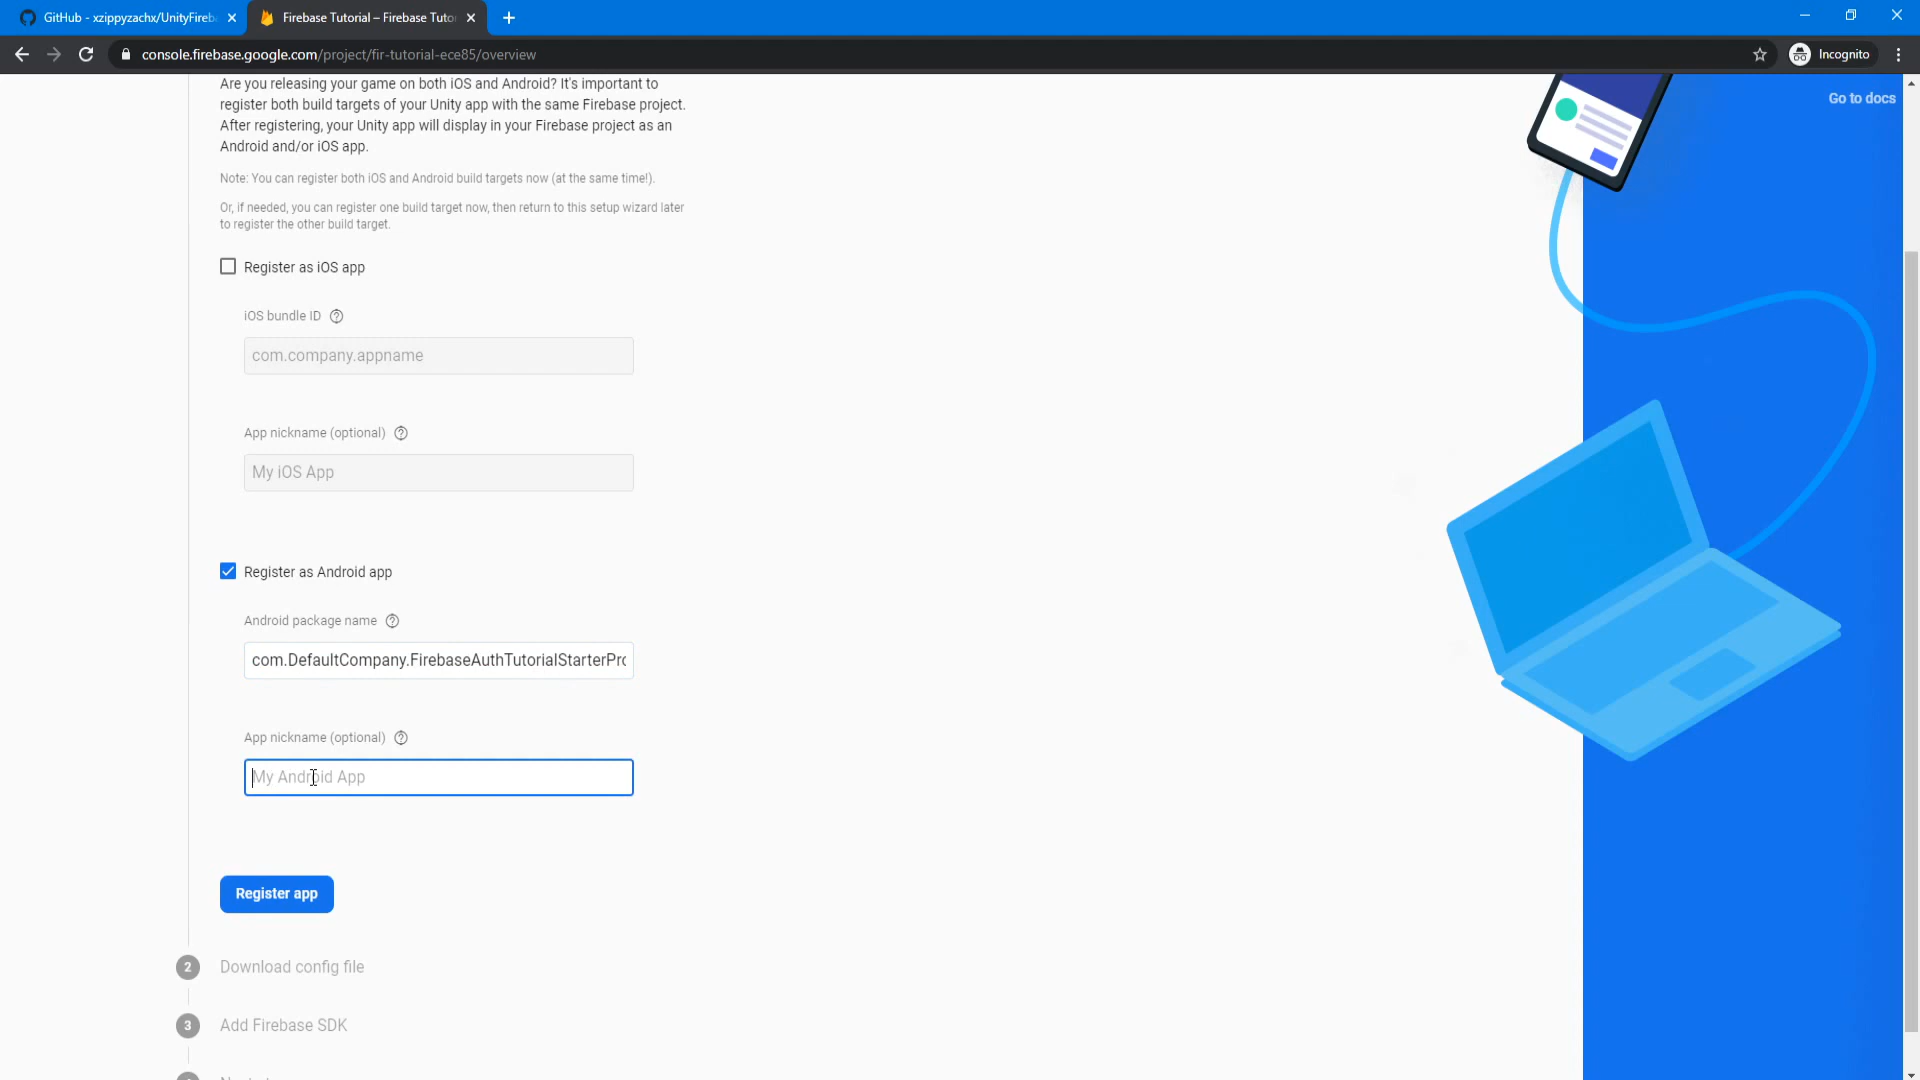 GitHub - xzippyzachx/UnityFireb
Firebase Tutorial – Firebase Tuto
console.firebase.google.com/project/fir-tutorial-ece85/overview
Incognito
Go to docs
Are you releasing your game on both iOS and Android? It's important to
register both build targets of your Unity app with the same Firebase project.
After registering, your Unity app will display in your Firebase project as an
Android and/or iOS app.
Note: You can register both iOS and Android build targets now (at the same time!).
Or, if needed, you can register one build target now, then return to this setup wizard later
to register the other build target.
Register as iOS app
iOS bundle ID
com.company.appname
App nickname (optional)
My iOS App
Register as Android app
Android package name
com.DefaultCompany.FirebaseAuthTutorialStarterPro
App nickname (optional)
My Android App
Register app
2 Download config file
3 Add Firebase SDK